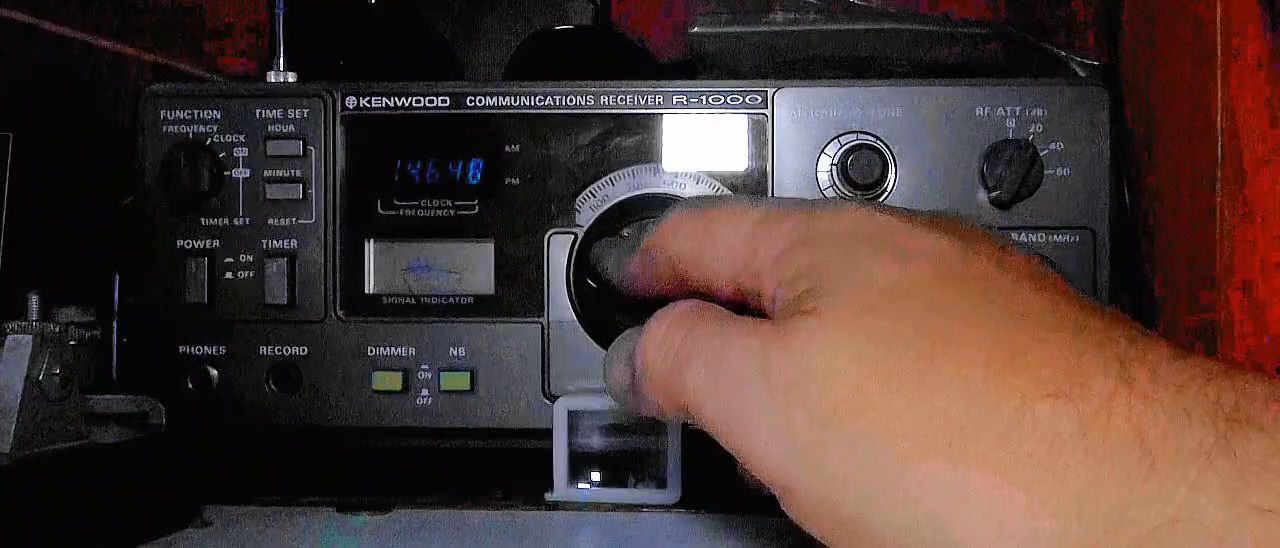 KENWOOD COMMUNICATIONS RECEIVER R-1000
FUNCTION
FREQUENCY
CLOCK
ON
OFF
TIMER SET
TIME SET
HOUR
MINUTE
RESET
14648
AM
PM
CLOCK
FREQUENCY
POWER
TIMER
ON
OFF
SIGNAL INDICATOR
PHONES
RECORD
DIMMER
NB
ON
OFF
TONE
RF ATT (dB)
0
20
40
60
BAND (MHz)